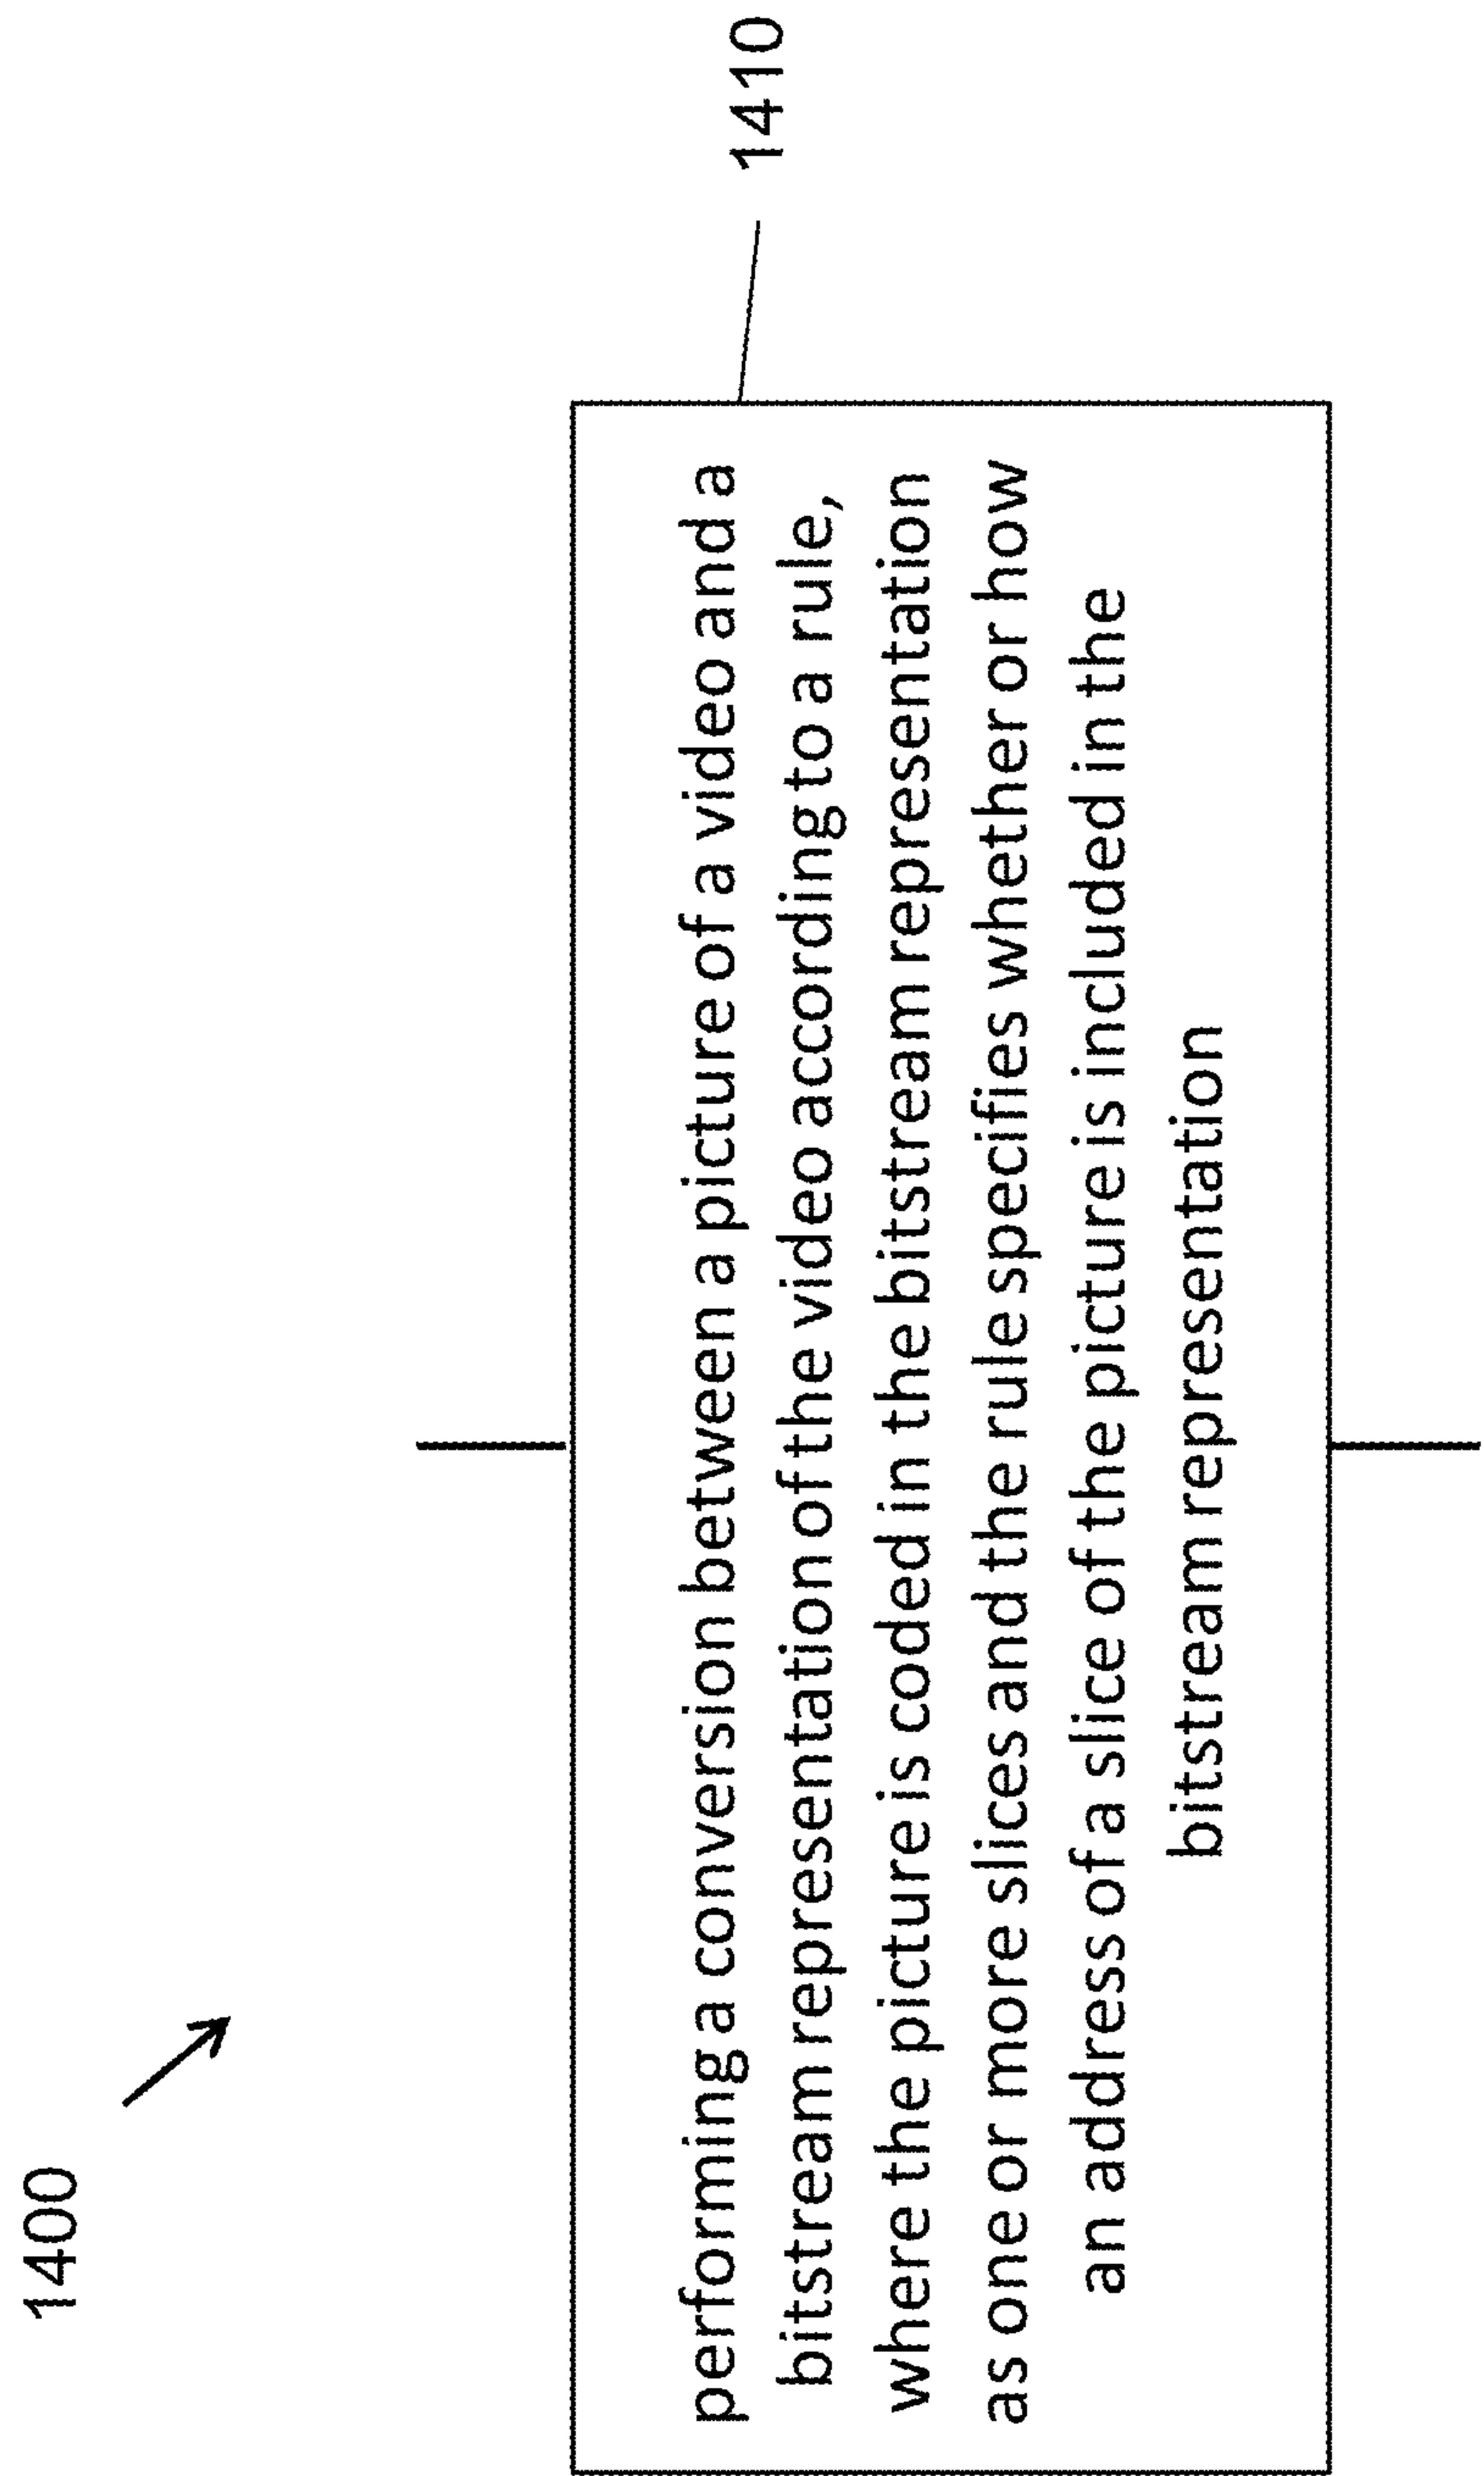 1400
1410
performing a conversion between a picture of a video and a
bitstream representation of the video according to a rule,
where the picture is coded in the bitstream representation
as one or more slices and the rule specifies whether or how
an address of a slice of the picture is included in the
bitstream representation